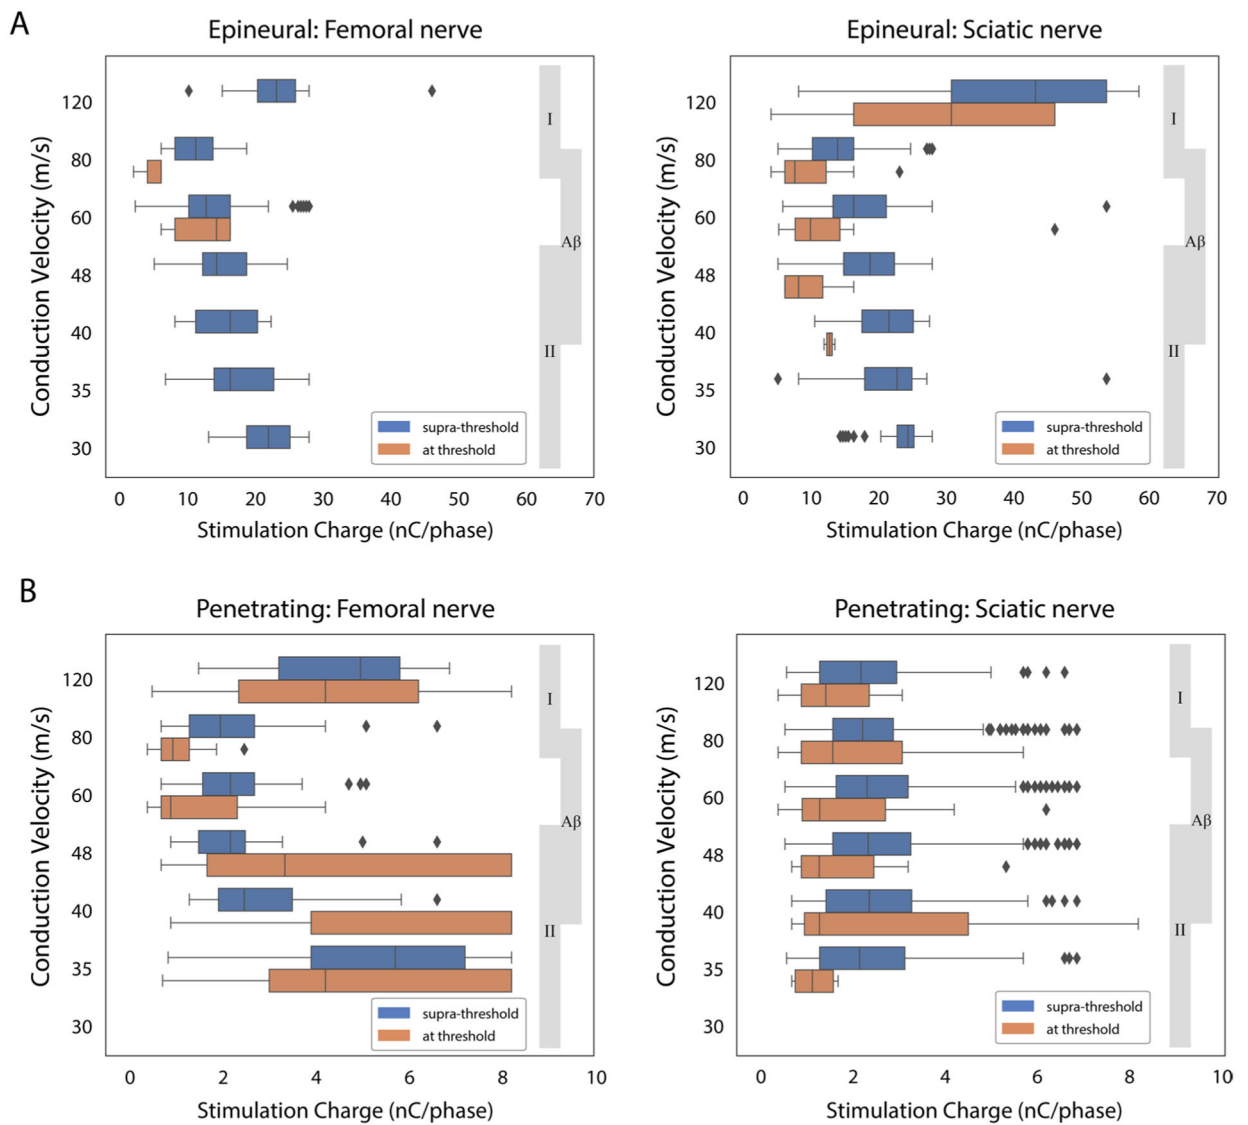 A
Epineural: Femoral nerve
Conduction Velocity (m/s)
120
80
60
48
40
35
30
I
Aβ
II
supra-threshold
at threshold
0 10 20 30 40 50 60 70
Stimulation Charge (nC/phase)
Epineural: Sciatic nerve
Conduction Velocity (m/s)
120
80
60
48
40
35
30
I
Aβ
II
supra-threshold
at threshold
0 10 20 30 40 50 60 70
Stimulation Charge (nC/phase)
B
Penetrating: Femoral nerve
Conduction Velocity (m/s)
120
80
60
48
40
35
30
I
Aβ
II
supra-threshold
at threshold
0 2 4 6 8 10
Stimulation Charge (nC/phase)
Penetrating: Sciatic nerve
Conduction Velocity (m/s)
120
80
60
48
40
35
30
I
Aβ
II
supra-threshold
at threshold
0 2 4 6 8 10
Stimulation Charge (nC/phase)